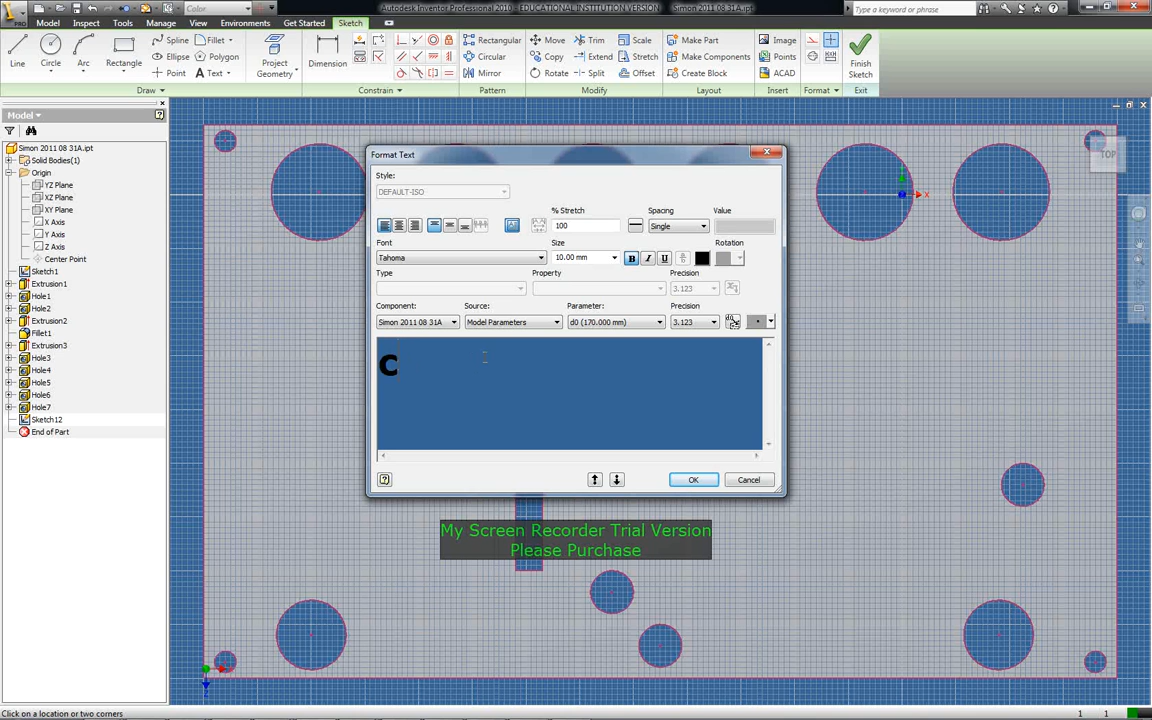 PRO
Color
Autodesk Inventor Professional 2010 - EDUCATIONAL INSTITUTION VERSION
Simon 2011 08 31A.ipt
Type a keyword or phrase
Model
Inspect
Tools
Manage
View
Environments
Get Started
Sketch
Line
Circle
Arc
Rectangle
Spline
Ellipse
Point
Fillet
Polygon
Text
Project
Geometry
Dimension
Rectangular
Circular
Mirror
Move
Copy
Rotate
Trim
Extend
Split
Scale
Stretch
Offset
Make Part
Make Components
Create Block
Image
Points
ACAD
Finish
Sketch
Draw
Constrain
Pattern
Modify
Layout
Insert
Format
Exit
Model
Simon 2011 08 31A.ipt
Solid Bodies(1)
Origin
YZ Plane
XZ Plane
XY Plane
X Axis
Y Axis
Z Axis
Center Point
Sketch1
Extrusion1
Hole1
Hole2
Extrusion2
Fillet1
Extrusion3
Hole3
Hole4
Hole5
Hole6
Hole7
Sketch12
End of Part
TOP
x
Format Text
Style:
DEFAULT-ISO
% Stretch
100
Spacing
Single
Value
Font
Tahoma
Size
10.00 mm
B I U
Rotation
Type
Property
Precision
3.123
Component:
Simon 2011 08 31A
Source:
Model Parameters
Parameter:
d0 (170.000 mm)
Precision
3.123
c
OK
Cancel
My Screen Recorder Trial Version
Please Purchase
Click on a location or two corners
1 1